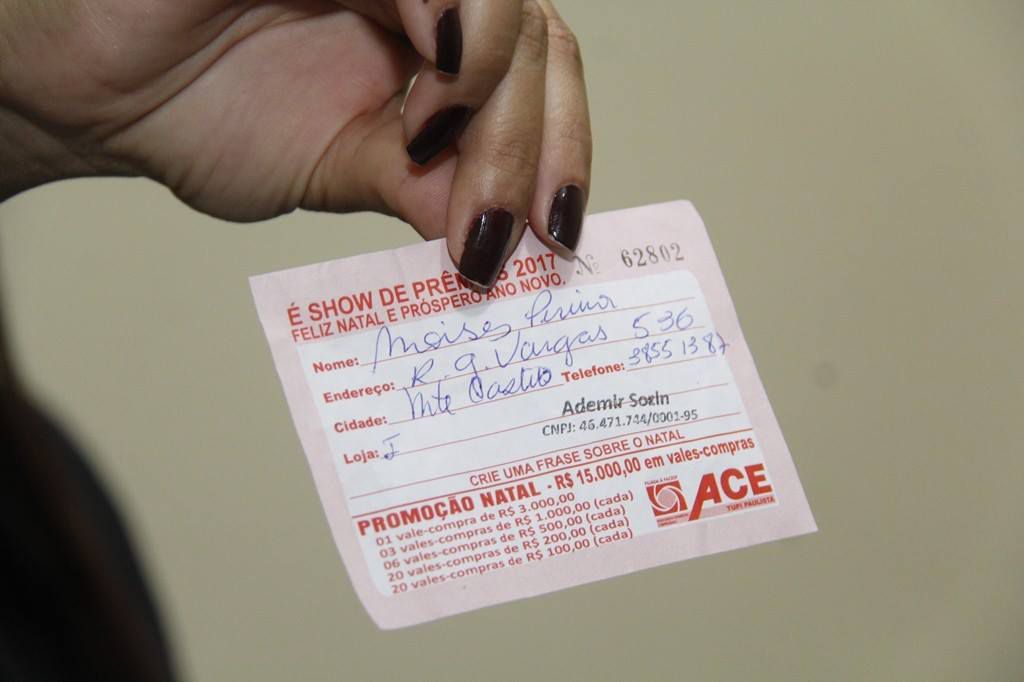 É SHOW DE PRÊM S 2017
Nº 62802
FELIZ NATAL E PRÓSPERO ANO NOVO.
Nome: Moises
Endereço: R. G. Vargas 536
Cidade: Mte Castelo Telefone: 3855 1387
Ademir Sozin
Loja: I CNPJ: 46.471.744/0001-95
CRIE UMA FRASE SOBRE O NATAL
PROMOÇÃO NATAL - R$ 15.000,00 em vales-compras
01 vale-compra de R$ 3.000,00
03 vales-compras de R$ 1.000,00 (cada)
06 vales-compras de R$ 500,00 (cada)
20 vales-compras de R$ 200,00 (cada)
20 vales-compras de R$ 100,00 (cada)
ACE
TUPI PAULISTA